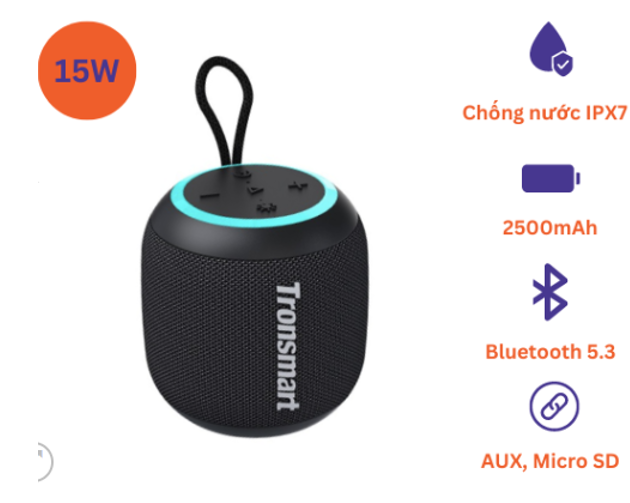 15W
Chống nước IPX7
2500mAh
Bluetooth 5.3
AUX, Micro SD
Tronsmart